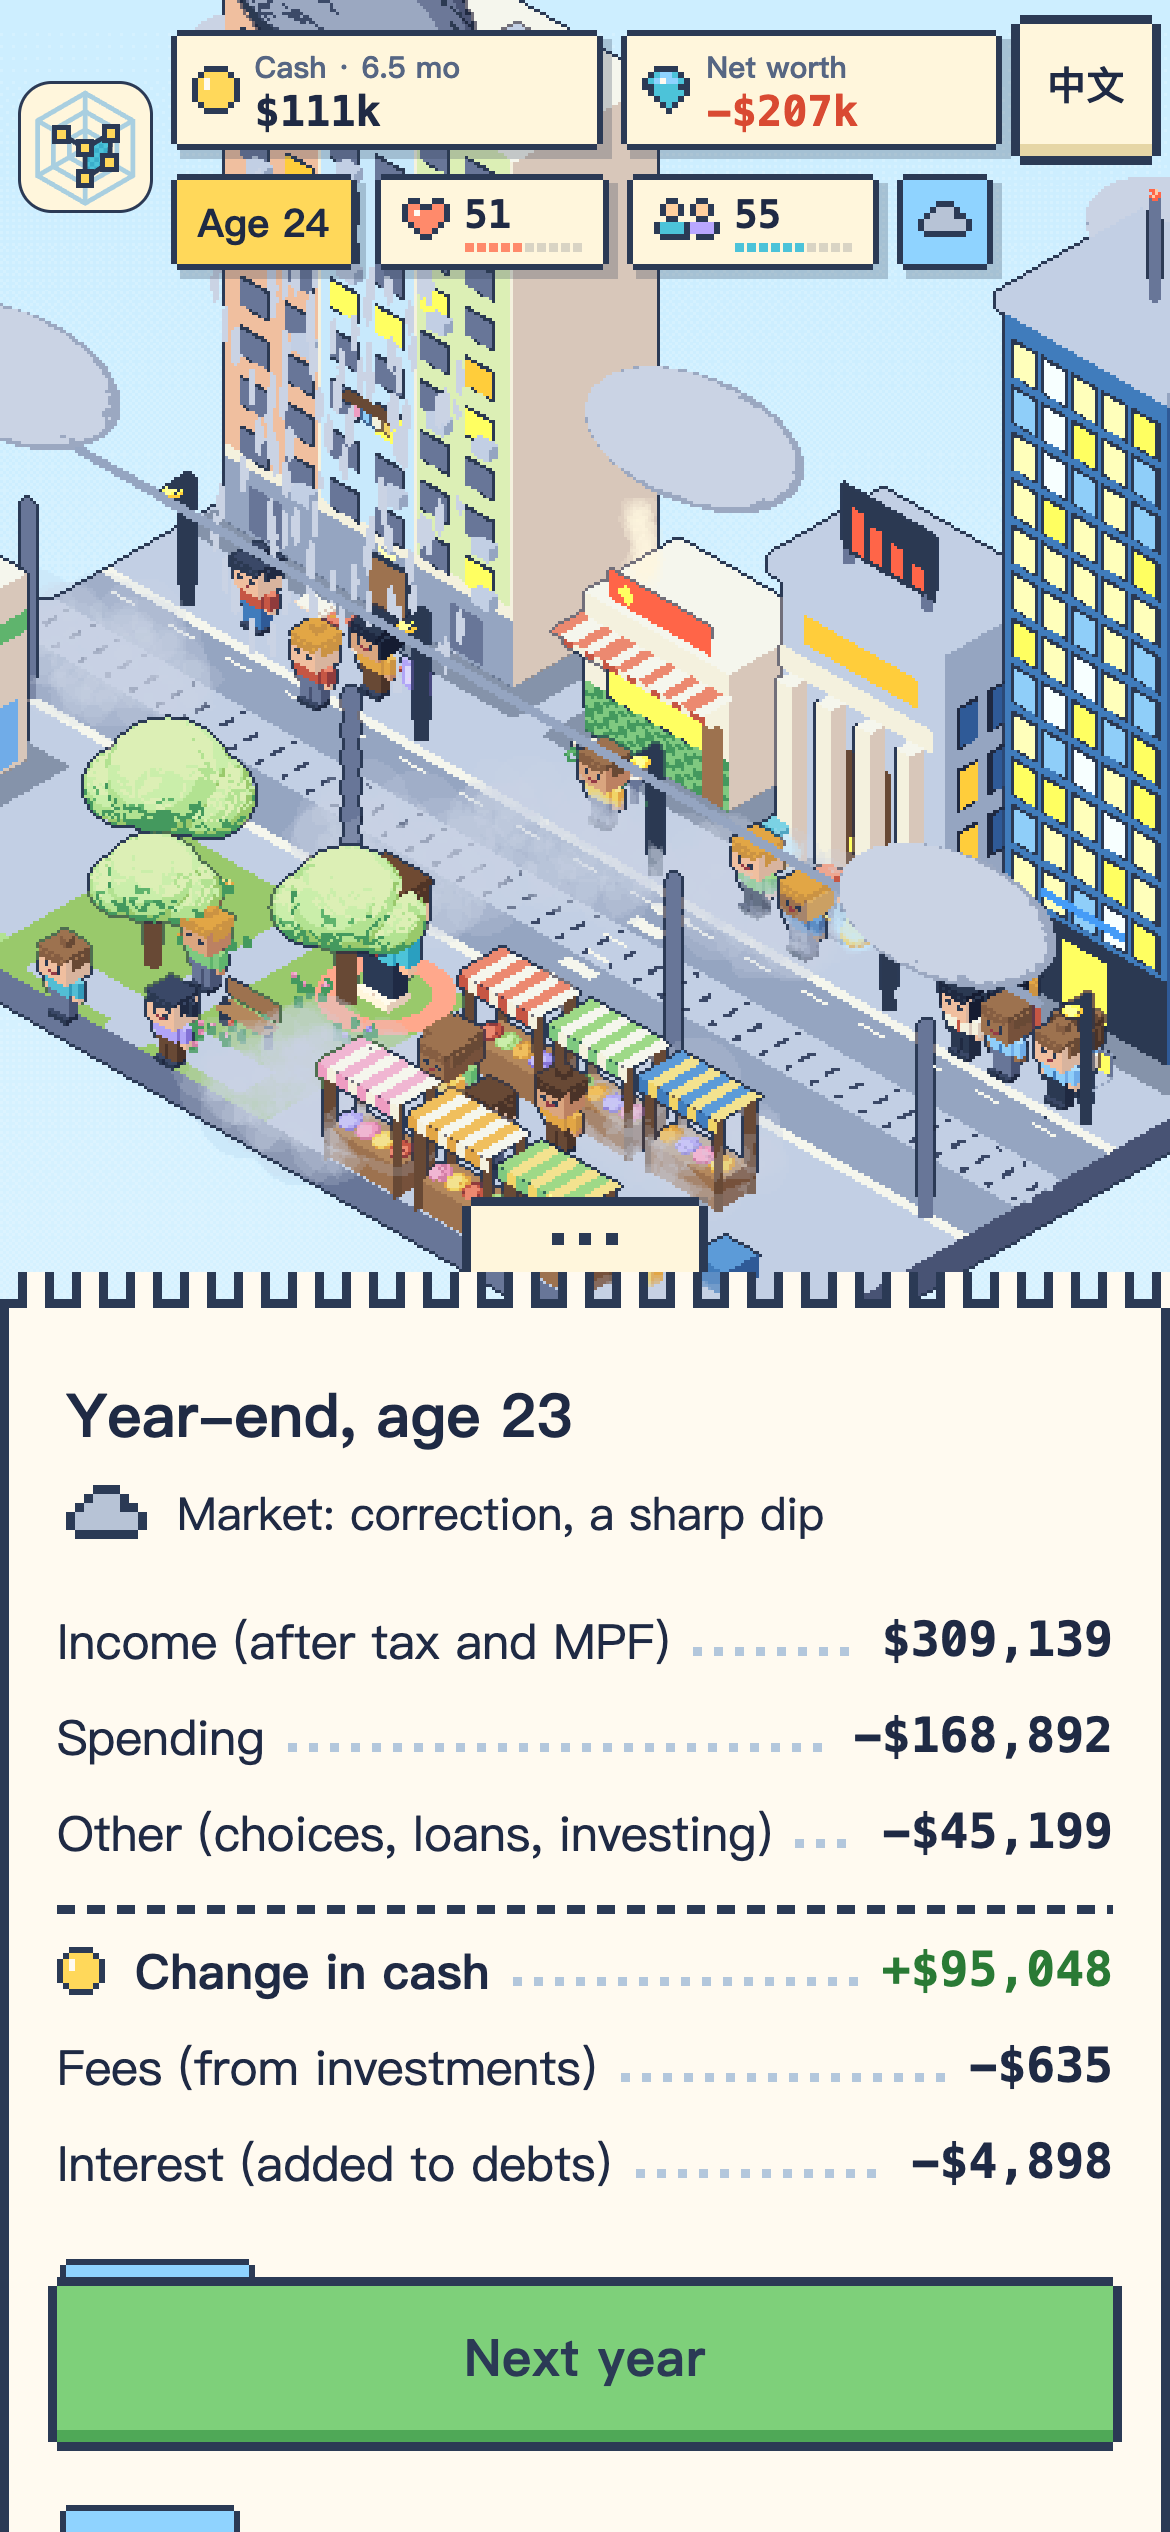 Cash · 6.5 mo
$111k
Net worth
−$207k
中文
Age 24
51
55
Year–end, age 23
Market: correction, a sharp dip
Income (after tax and MPF) $309,139
Spending −$168,892
Other (choices, loans, investing) −$45,199
Change in cash +$95,048
Fees (from investments) −$635
Interest (added to debts) −$4,898
Next year